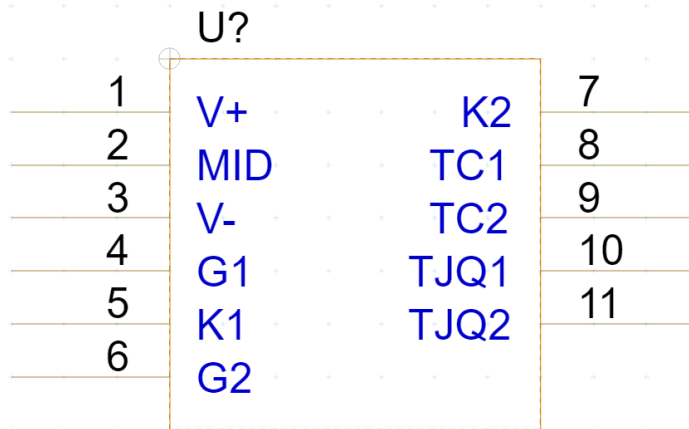 U?
1 V+ K2 7
2 MID TC1 8
3 V- TC2 9
4 G1 TJQ1 10
5 K1 TJQ2 11
6 G2